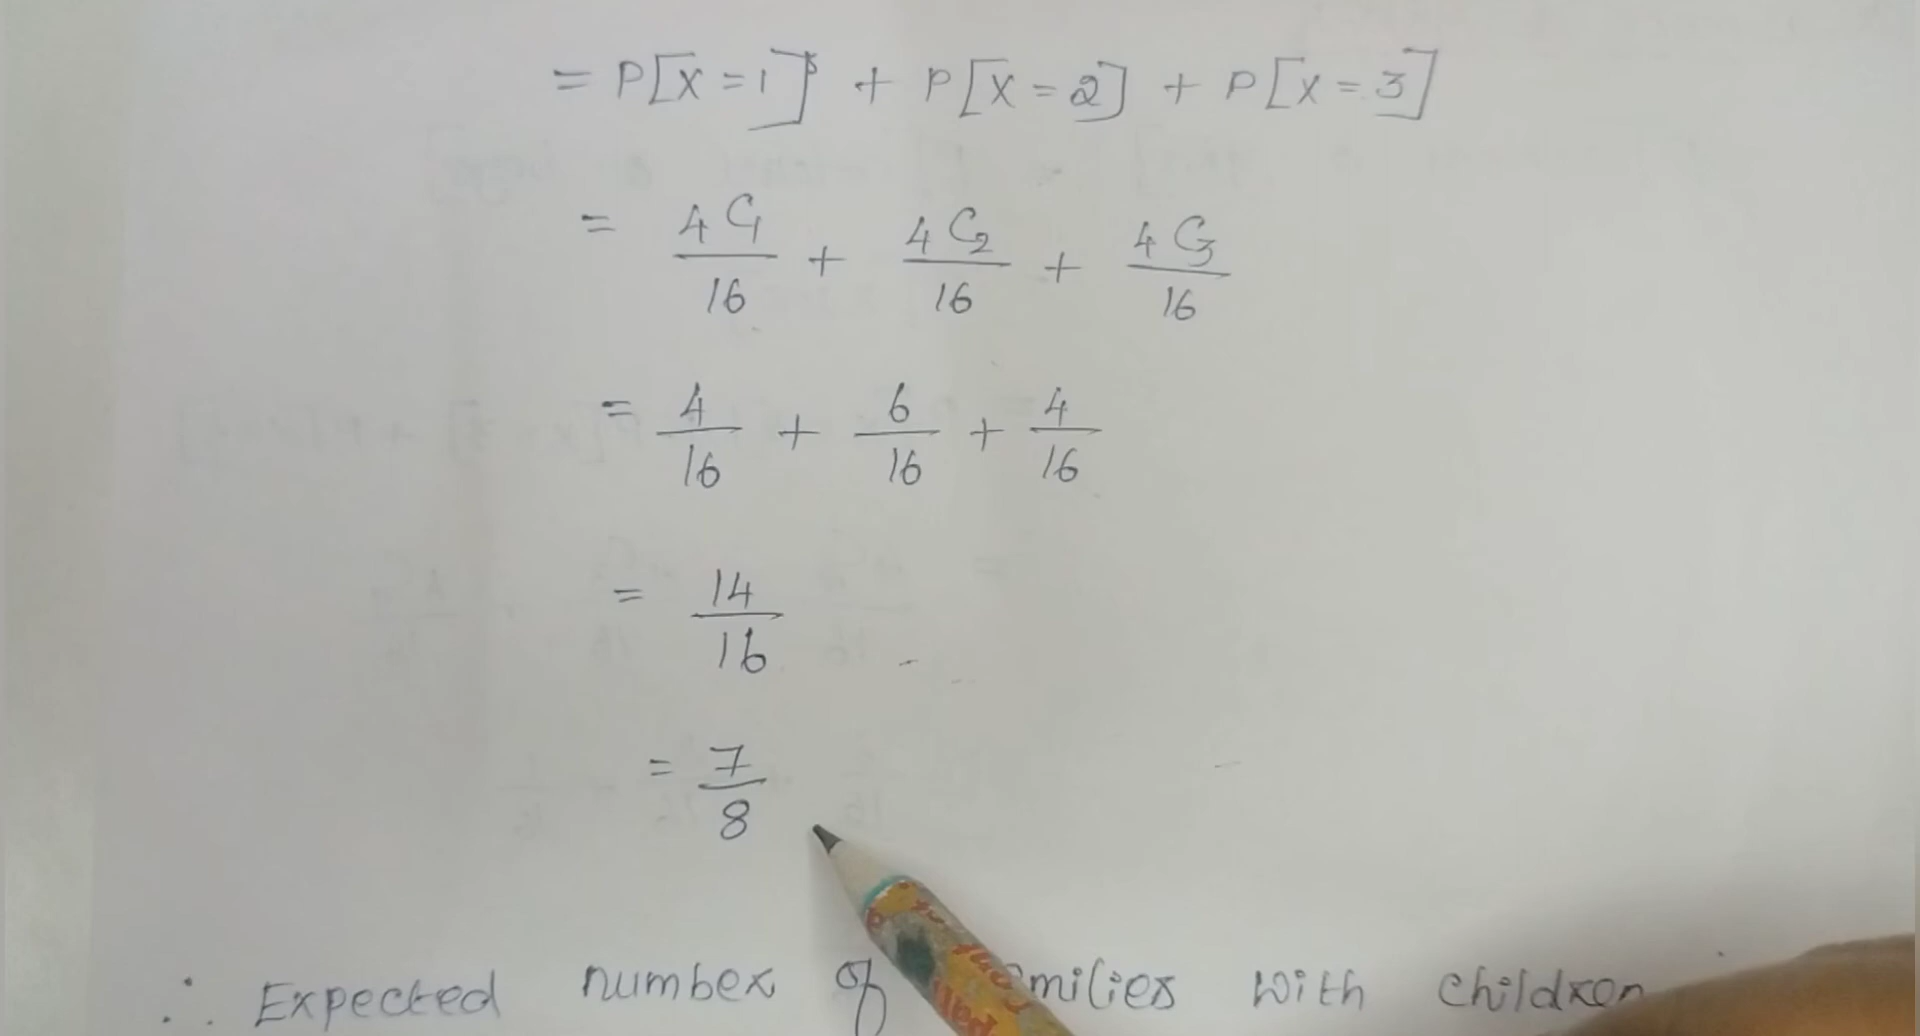 = P[X=1] + P[X=2] + P[X=3]
= 4C1/16 + 4C2/16 + 4C3/16
= 4/16 + 6/16 + 4/16
= 14/16
= 7/8
∴ Expected number of with children